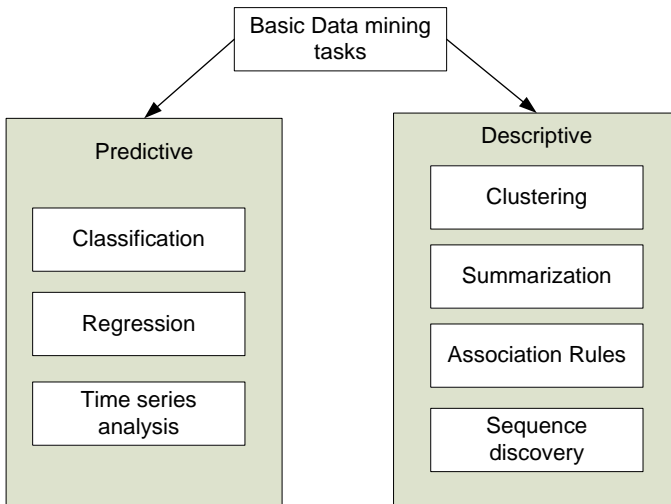 Basic Data mining
tasks
Predictive
Classification
Regression
Time series
analysis
Descriptive
Clustering
Summarization
Association Rules
Sequence
discovery